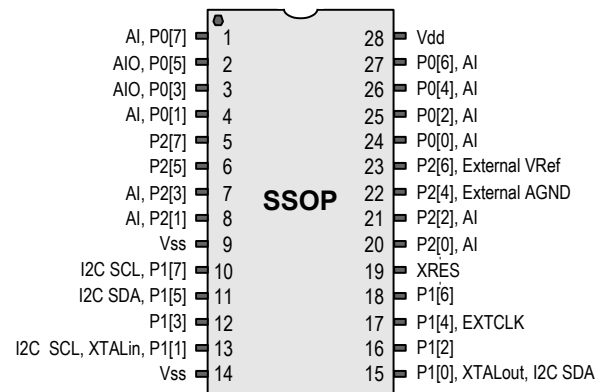 AI, P0[7] 1 28 Vdd
AIO, P0[5] 2 27 P0[6], AI
AIO, P0[3] 3 26 P0[4], AI
AI, P0[1] 4 25 P0[2], AI
P2[7] 5 24 P0[0], AI
P2[5] 6 23 P2[6], External VRef
AI, P2[3] 7 SSOP 22 P2[4], External AGND
AI, P2[1] 8 21 P2[2], AI
Vss 9 20 P2[0], AI
I2C SCL, P1[7] 10 19 XRES
I2C SDA, P1[5] 11 18 P1[6]
P1[3] 12 17 P1[4], EXTCLK
I2C SCL, XTALin, P1[1] 13 16 P1[2]
Vss 14 15 P1[0], XTALout, I2C SDA